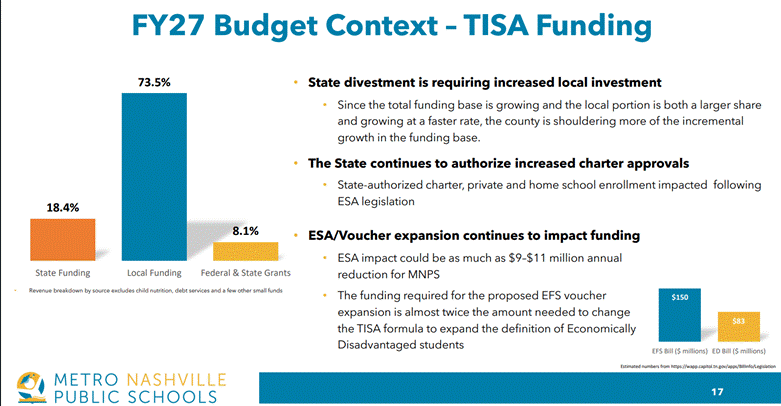 FY27 Budget Context – TISA Funding
73.5%
18.4%
8.1%
State Funding
Local Funding
Federal & State Grants
• Revenue breakdown by source excludes child nutrition, debt services and a few other small funds
• State divestment is requiring increased local investment
• Since the total funding base is growing and the local portion is both a larger share
and growing at a faster rate, the county is shouldering more of the incremental
growth in the funding base.
• The State continues to authorize increased charter approvals
• State-authorized charter, private and home school enrollment impacted following
ESA legislation
• ESA/Voucher expansion continues to impact funding
• ESA impact could be as much as $9–$11 million annual
reduction for MNPS
• The funding required for the proposed EFS voucher
expansion is almost twice the amount needed to change
the TISA formula to expand the definition of Economically
Disadvantaged students
$150
$83
EFS Bill ($ millions)
ED Bill ($ millions)
Estimated numbers from https://wapp.capitol.tn.gov/apps/BillInfo/Legislation
METRO NASHVILLE
PUBLIC SCHOOLS
17